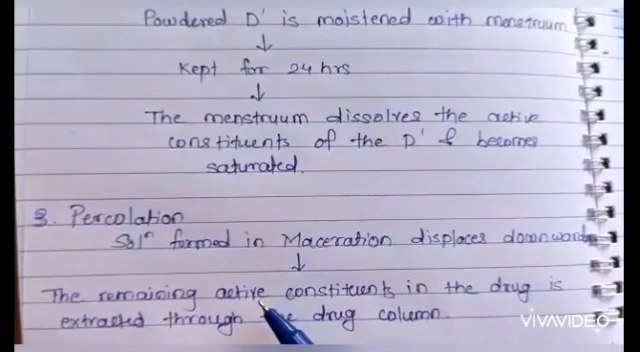 Powdered D' is moistened with menstruum
↓
Kept for 24 hrs
↓
The menstruum dissolves the active
constituents of the D' & becomes
saturated.
3. Percolation
Solⁿ formed in Maceration displaces downwards
↓
The remaining active constituents in the drug is
extracted through the drug column.
VIVAVIDEO